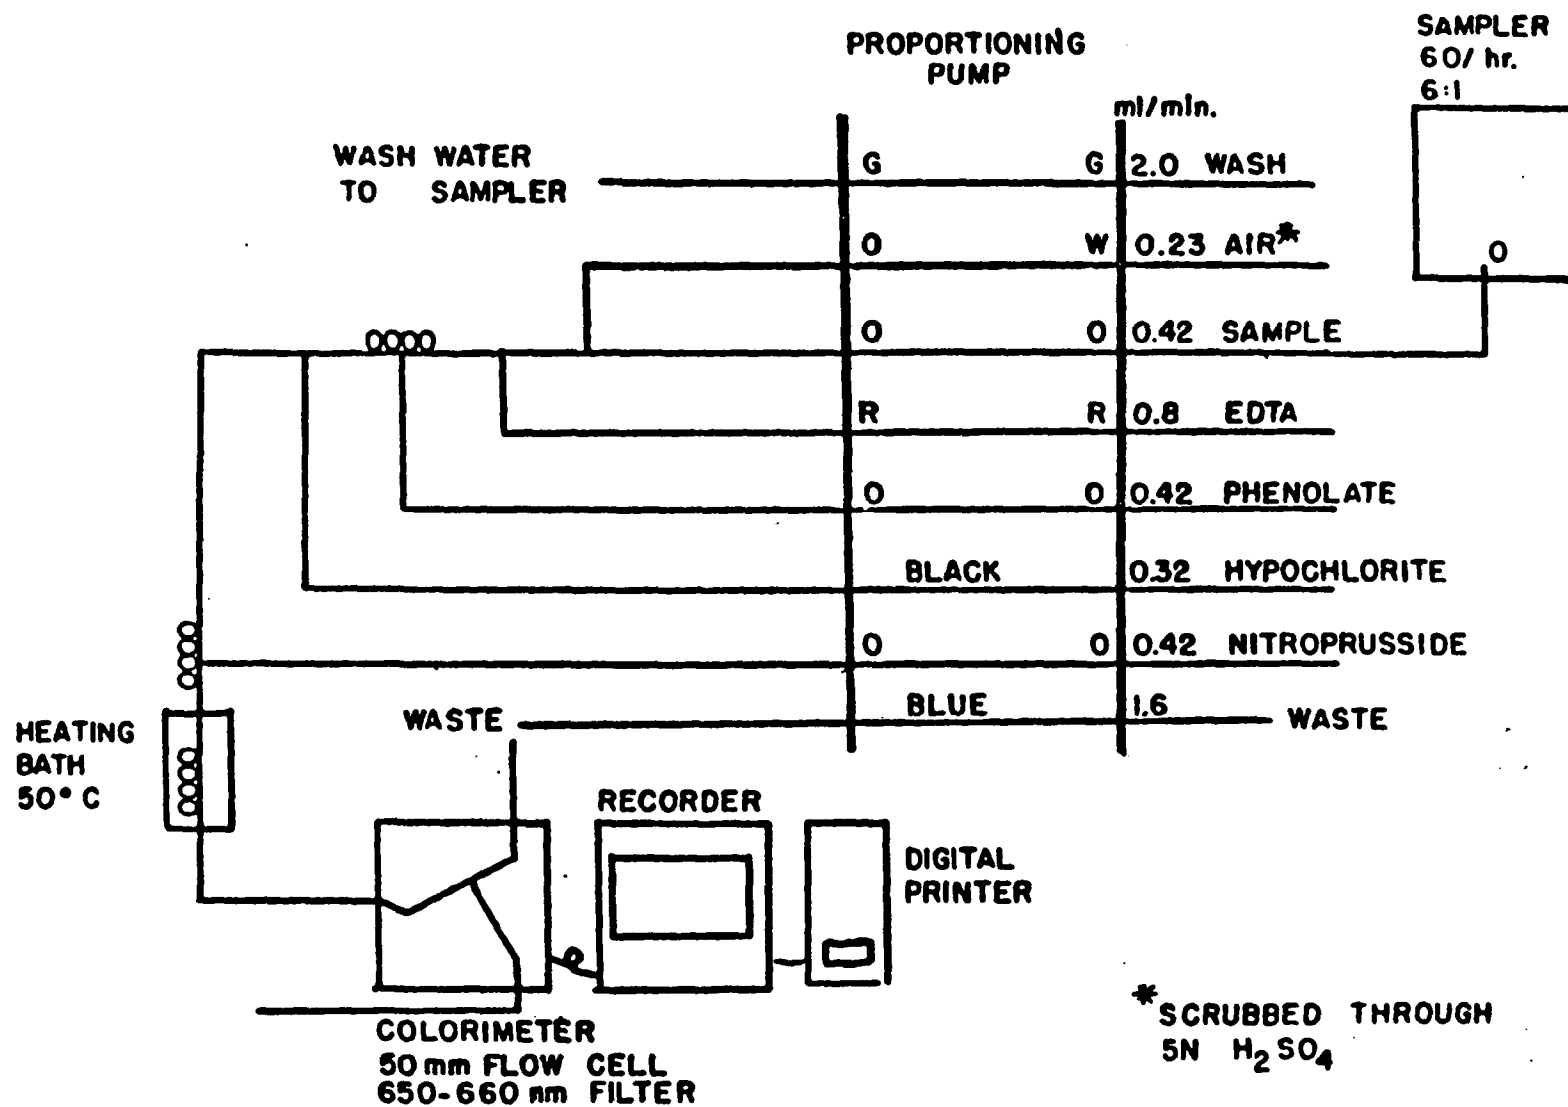 PROPORTIONING
PUMP
SAMPLER
60/ hr.
6:1
ml/min.
WASH WATER
TO SAMPLER
G G 2.0 WASH
O W 0.23 AIR*
O
O O 0.42 SAMPLE
R R 0.8 EDTA
O O 0.42 PHENOLATE
BLACK 0.32 HYPOCHLORITE
O O 0.42 NITROPRUSSIDE
WASTE BLUE 1.6 WASTE
HEATING
BATH
50° C
RECORDER
DIGITAL
PRINTER
COLORIMETER
50 mm FLOW CELL
650-660 nm FILTER
*SCRUBBED THROUGH
5N H₂SO₄